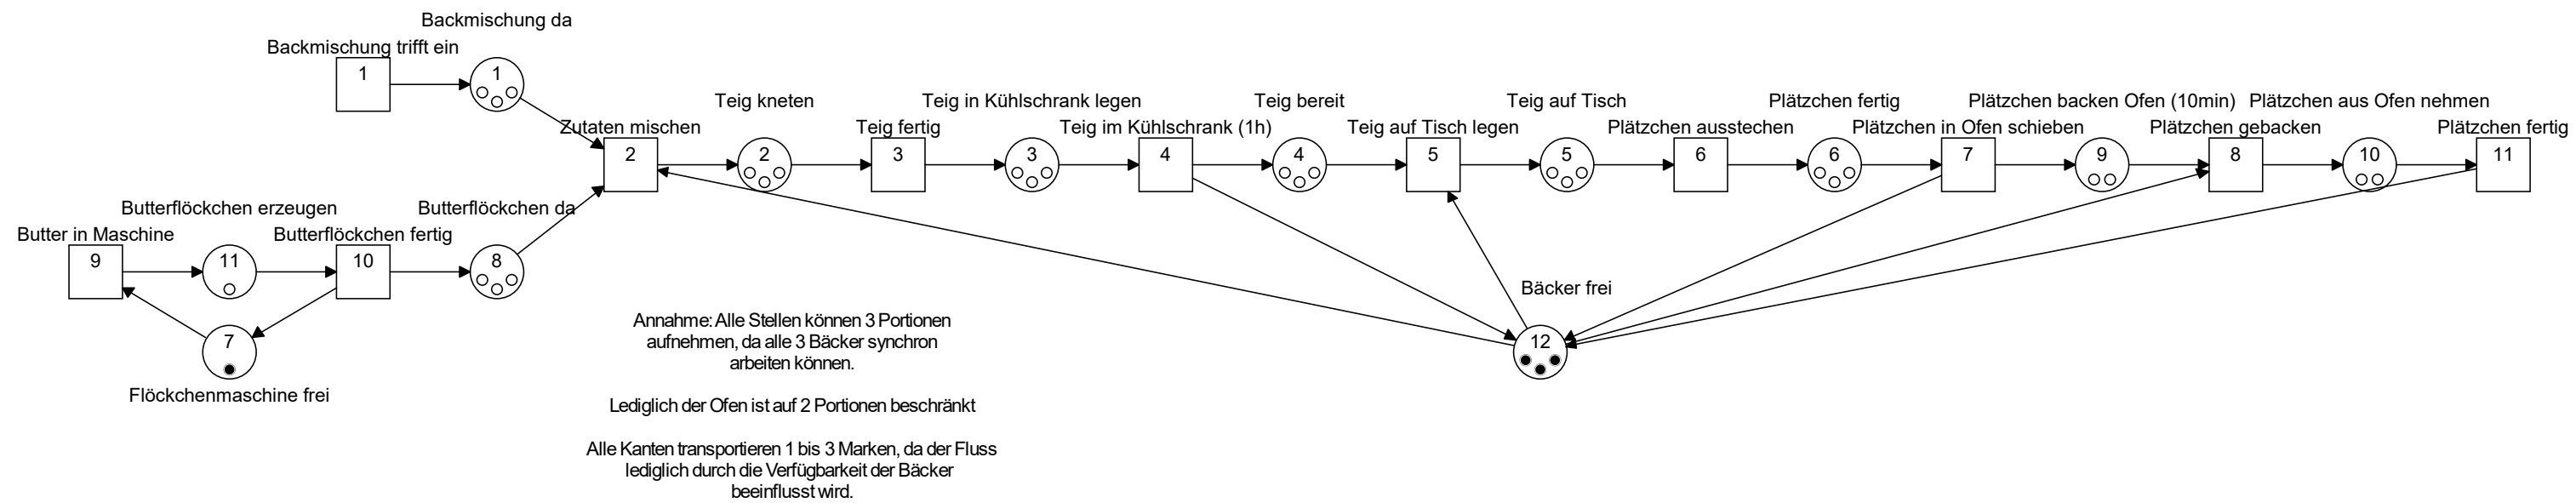 Backmischung da
Backmischung trifft ein
1
1
Teig kneten
Teig in Kühlschrank legen
Teig bereit
Teig auf Tisch
Plätzchen fertig
Plätzchen backen Ofen (10min)
Plätzchen aus Ofen nehmen
Zutaten mischen
Teig fertig
Teig im Kühlschrank (1h)
Teig auf Tisch legen
Plätzchen ausstechen
Plätzchen in Ofen schieben
Plätzchen gebacken
Plätzchen fertig
2
2
3
3
4
4
5
5
6
6
7
9
8
10
11
Butterflöckchen erzeugen
Butterflöckchen da
Butter in Maschine
Butterflöckchen fertig
9
11
10
8
Bäcker frei
7
12
Flöckchenmaschine frei
Annahme: Alle Stellen können 3 Portionen
aufnehmen, da alle 3 Bäcker synchron
arbeiten können.
Lediglich der Ofen ist auf 2 Portionen beschränkt
Alle Kanten transportieren 1 bis 3 Marken, da der Fluss
lediglich durch die Verfügbarkeit der Bäcker
beeinflusst wird.